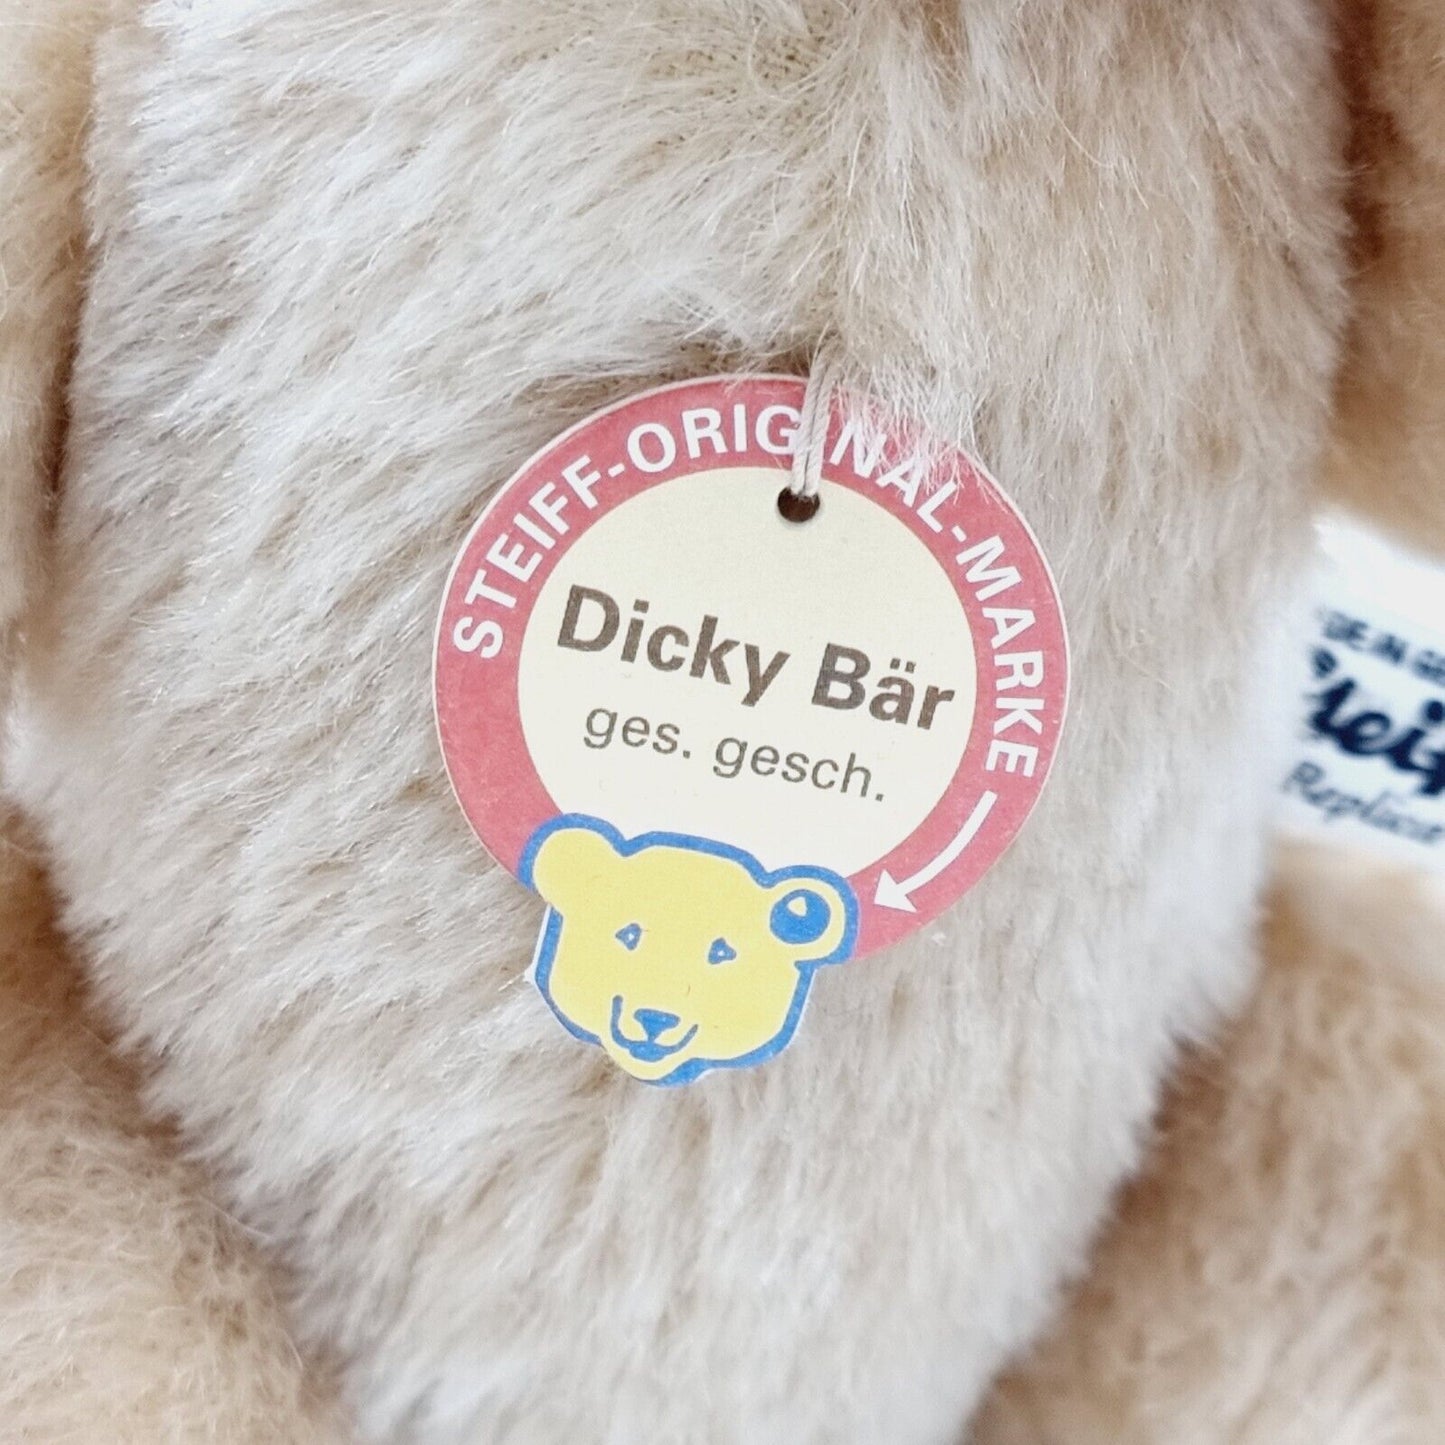 STEIFF-ORIGINAL-MARKE
Dicky Bär
ges. gesch.